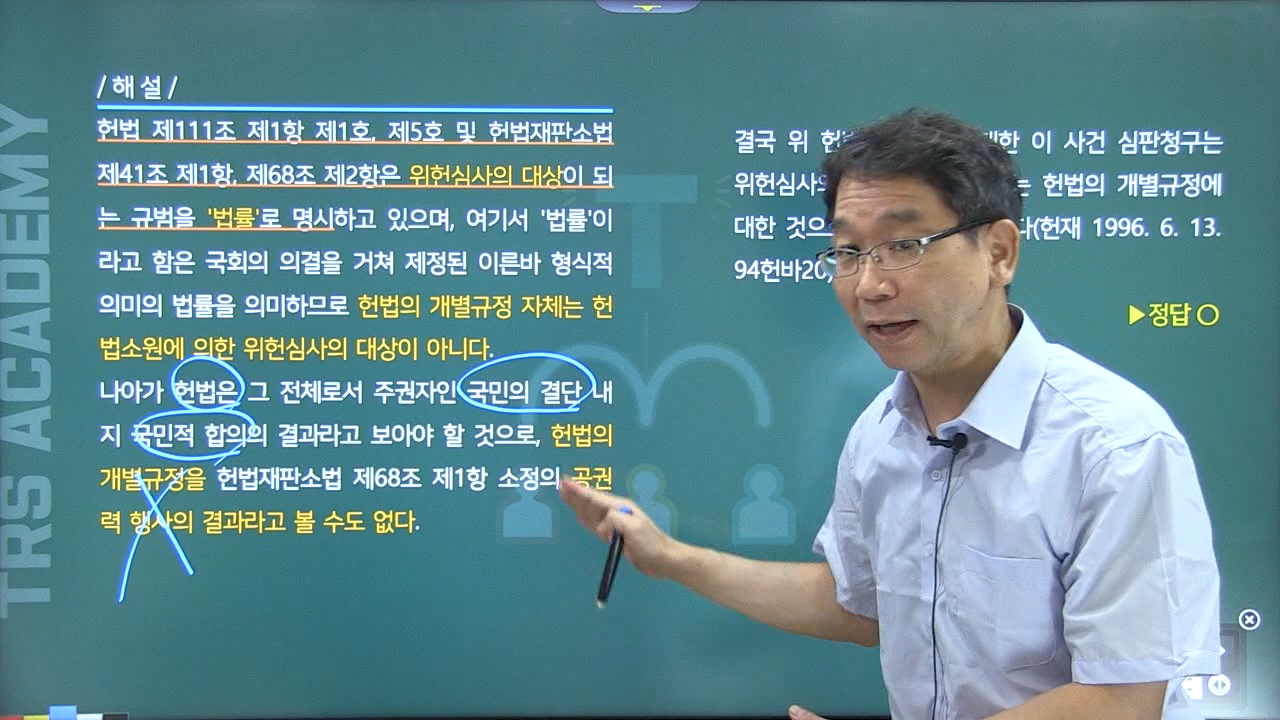 / 해 설 /
헌법 제111조 제1항 제1호, 제5호 및 헌법재판소법
제41조 제1항, 제68조 제2항은 위헌심사의 대상이 되
는 규범을 '법률'로 명시하고 있으며, 여기서 '법률'이
라고 함은 국회의 의결을 거쳐 제정된 이른바 형식적
의미의 법률을 의미하므로 헌법의 개별규정 자체는 헌
법소원에 의한 위헌심사의 대상이 아니다.
나아가 헌법은 그 전체로서 주권자인 국민의 결단 내
지 국민적 합의의 결과라고 보아야 할 것으로, 헌법의
개별규정을 헌법재판소법 제68조 제1항 소정의 공권
력 행사의 결과라고 볼 수도 없다.
결국 위 이 사건 심판청구는
헌법의 개별규정에
대한 1996. 6. 13.
94헌바20
▶정답 ○
TRS ACADEMY